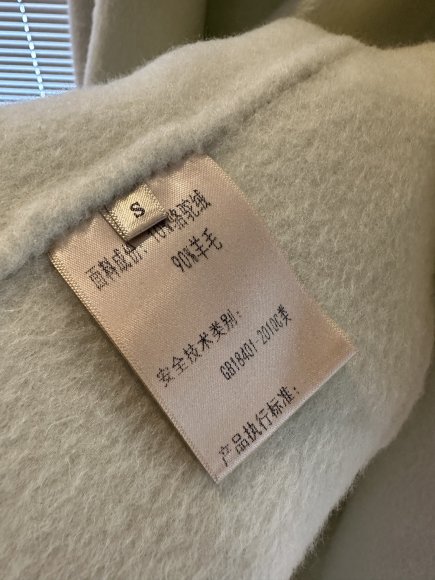 S
面料成份: 10%骆驼绒
90%羊毛
安全技术类别:
GB18401-2010C类
产品执行标准: